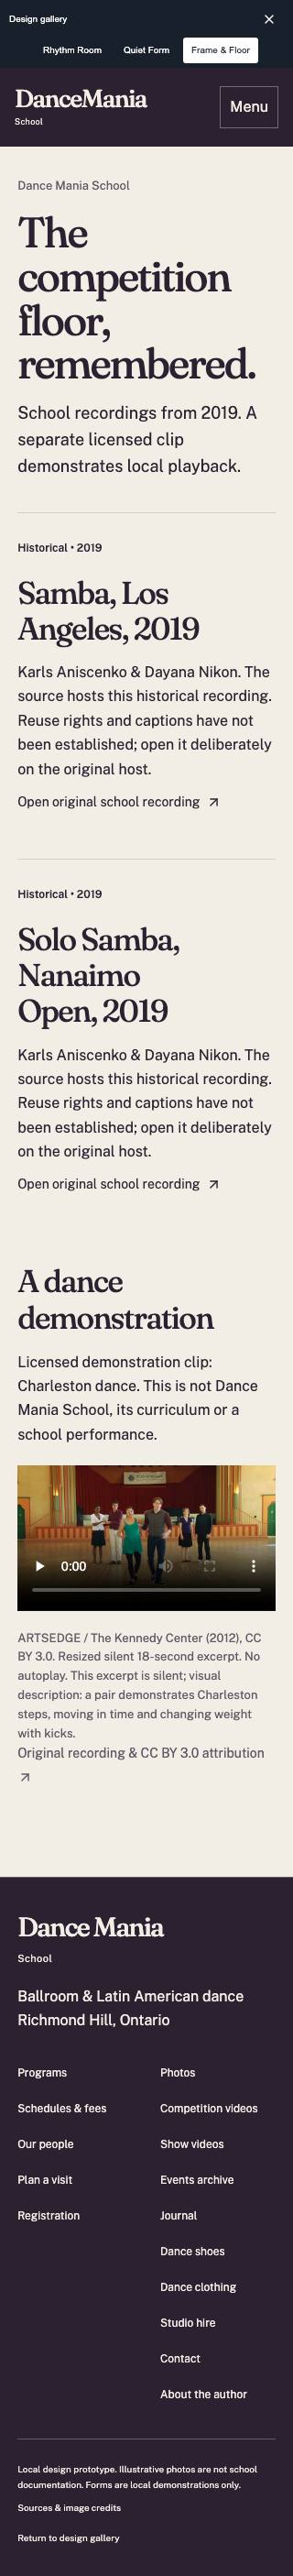 Design gallery
Rhythm Room Quiet Form Frame & Floor
DanceMania
School
Menu
Dance Mania School
The
competition
floor,
remembered.
School recordings from 2019. A
separate licensed clip
demonstrates local playback.
Historical • 2019
Samba, Los
Angeles, 2019
Karls Aniscenko & Dayana Nikon. The
source hosts this historical recording.
Reuse rights and captions have not
been established; open it deliberately
on the original host.
Open original school recording
Historical • 2019
Solo Samba,
Nanaimo
Open, 2019
Karls Aniscenko & Dayana Nikon. The
source hosts this historical recording.
Reuse rights and captions have not
been established; open it deliberately
on the original host.
Open original school recording
A dance
demonstration
Licensed demonstration clip:
Charleston dance. This is not Dance
Mania School, its curriculum or a
school performance.
0:00
ARTSEDGE / The Kennedy Center (2012), CC
BY 3.0. Resized silent 18-second excerpt. No
autoplay. This excerpt is silent; visual
description: a pair demonstrates Charleston
steps, moving in time and changing weight
with kicks.
Original recording & CC BY 3.0 attribution
Dance Mania
School
Ballroom & Latin American dance
Richmond Hill, Ontario
Programs
Schedules & fees
Our people
Plan a visit
Registration
Photos
Competition videos
Show videos
Events archive
Journal
Dance shoes
Dance clothing
Studio hire
Contact
About the author
Local design prototype. Illustrative photos are not school
documentation. Forms are local demonstrations only.
Sources & image credits
Return to design gallery